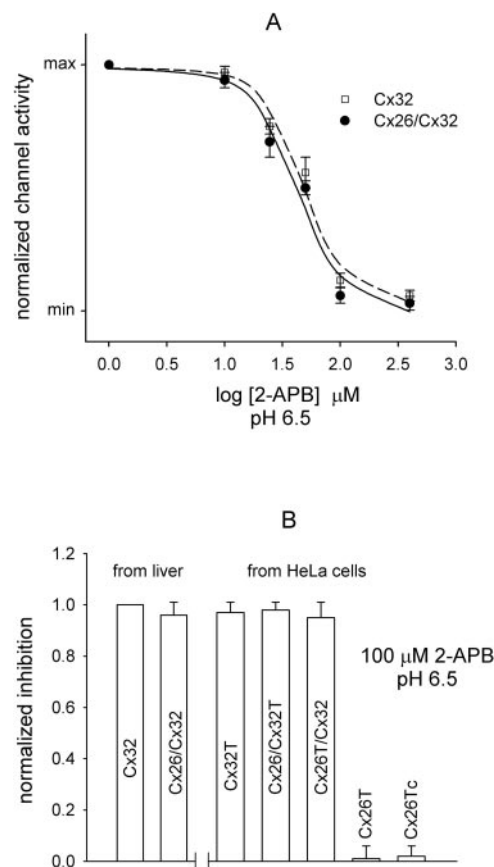 A
max
normalized channel activity
min
Cx32
Cx26/Cx32
0.0 0.5 1.0 1.5 2.0 2.5 3.0
log [2-APB] μM
pH 6.5
B
normalized inhibition
1.2
1.0
0.8
0.6
0.4
0.2
0.0
from liver
from HeLa cells
100 μM 2-APB
pH 6.5
Cx32
Cx26/Cx32
Cx32T
Cx26/Cx32T
Cx26T/Cx32
Cx26T
Cx26Tc